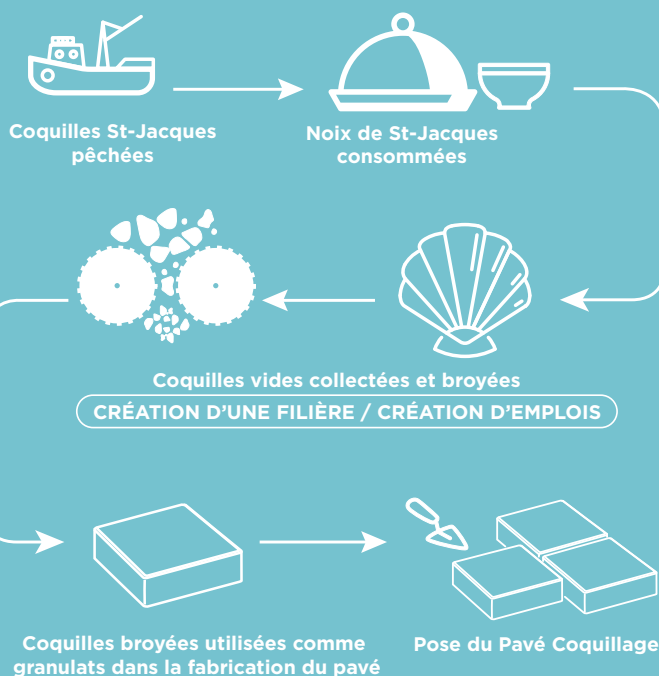 Coquilles St-Jacques
pêchées
Noix de St-Jacques
consommées
Coquilles vides collectées et broyées
CRÉATION D'UNE FILIÈRE / CRÉATION D'EMPLOIS
Coquilles broyées utilisées comme
granulats dans la fabrication du pavé
Pose du Pavé Coquillage